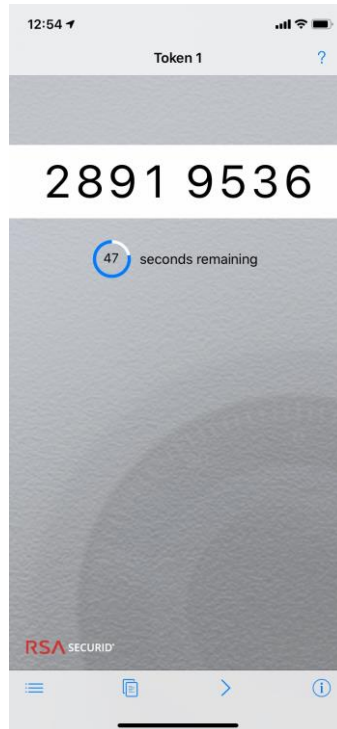 12:54
Token 1
?
2891 9536
47 seconds remaining
RSA SECURID®